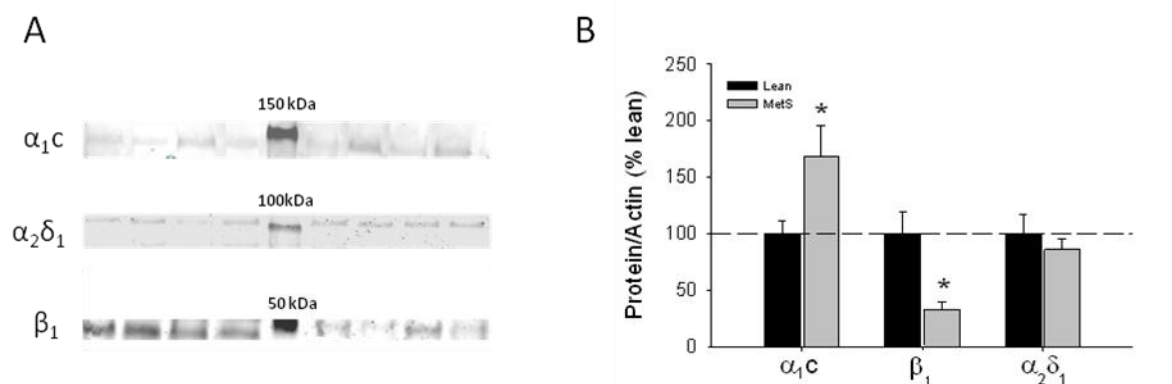 A
150 kDa
α₁c
100kDa
α₂δ₁
50 kDa
β₁
B
Protein/Actin (% lean)
250
200
150
100
50
0
Lean
MetS
*
*
α₁c
β₁
α₂δ₁